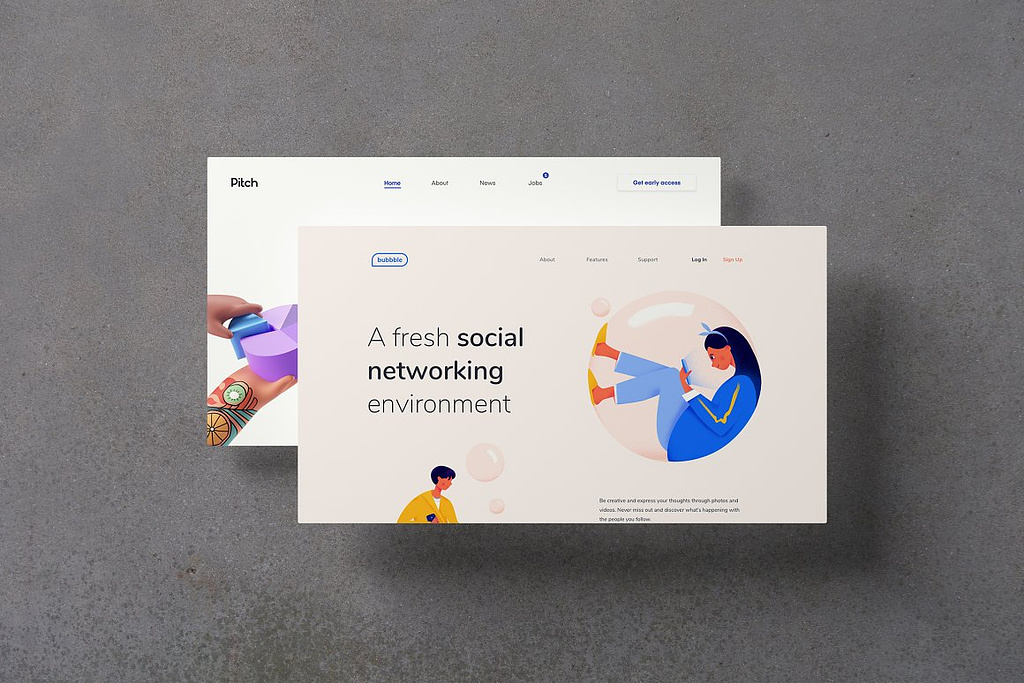 Pitch
Home
About
News
Jobs
5
Get early access
bubbble
About
Features
Support
Log In
Sign Up
A fresh social
networking
environment
Be creative and express your thoughts through photos and
videos. Never miss out and discover what's happening with
the people you follow.